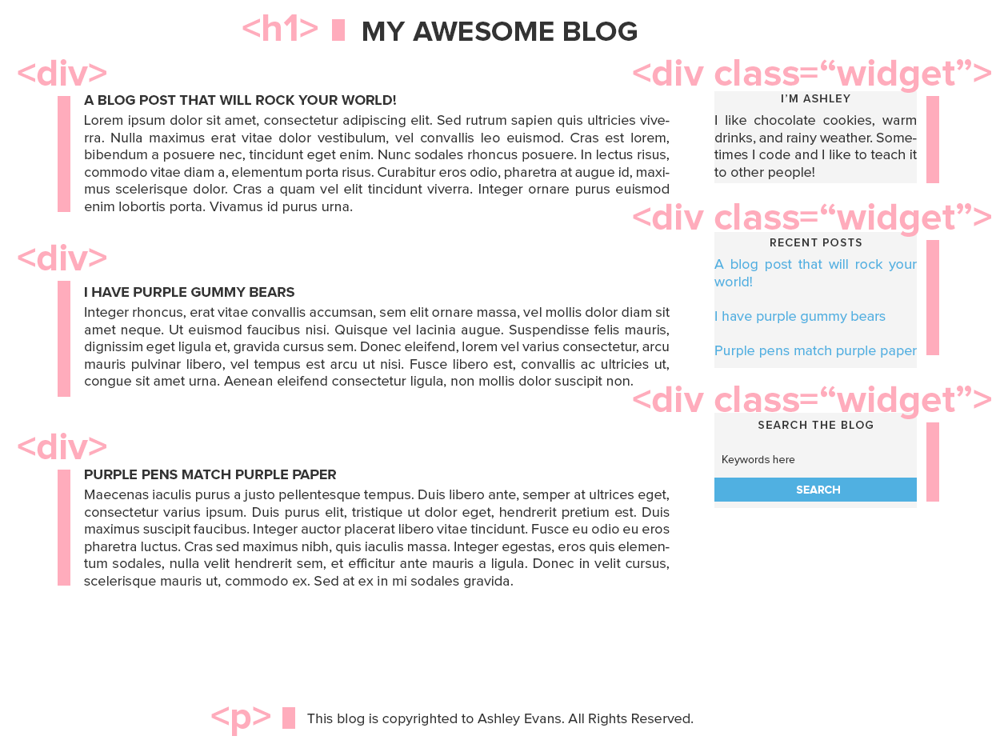 <h1> MY AWESOME BLOG
<div>
A BLOG POST THAT WILL ROCK YOUR WORLD!
Lorem ipsum dolor sit amet, consectetur adipiscing elit. Sed rutrum sapien quis ultricies vive-
rra. Nulla maximus erat vitae dolor vestibulum, vel convallis leo euismod. Cras est lorem,
bibendum a posuere nec, tincidunt eget enim. Nunc sodales rhoncus posuere. In lectus risus,
commodo vitae diam a, elementum porta risus. Curabitur eros odio, pharetra at augue id, maxi-
mus scelerisque dolor. Cras a quam vel elit tincidunt viverra. Integer ornare purus euismod
enim lobortis porta. Vivamus id purus urna.
<div>
I HAVE PURPLE GUMMY BEARS
Integer rhoncus, erat vitae convallis accumsan, sem elit ornare massa, vel mollis dolor diam sit
amet neque. Ut euismod faucibus nisi. Quisque vel lacinia augue. Suspendisse felis mauris,
dignissim eget ligula et, gravida cursus sem. Donec eleifend, lorem vel varius consectetur, arcu
mauris pulvinar libero, vel tempus est arcu ut nisi. Fusce libero est, convallis ac ultricies ut,
congue sit amet urna. Aenean eleifend consectetur ligula, non mollis dolor suscipit non.
<div>
PURPLE PENS MATCH PURPLE PAPER
Maecenas iaculis purus a justo pellentesque tempus. Duis libero ante, semper at ultrices eget,
consectetur varius ipsum. Duis purus elit, tristique ut dolor eget, hendrerit pretium est. Duis
maximus suscipit faucibus. Integer auctor placerat libero vitae tincidunt. Fusce eu odio eu eros
pharetra luctus. Cras sed maximus nibh, quis iaculis massa. Integer egestas, eros quis elemen-
tum sodales, nulla velit hendrerit sem, et efficitur ante mauris a ligula. Donec in velit cursus,
scelerisque mauris ut, commodo ex. Sed at ex in mi sodales gravida.
<div class=“widget”>
I’M ASHLEY
I like chocolate cookies, warm
drinks, and rainy weather. Some-
times I code and I like to teach it
to other people!
<div class=“widget”>
RECENT POSTS
A blog post that will rock your
world!
I have purple gummy bears
Purple pens match purple paper
<div class=“widget”>
SEARCH THE BLOG
Keywords here
SEARCH
<p> This blog is copyrighted to Ashley Evans. All Rights Reserved.